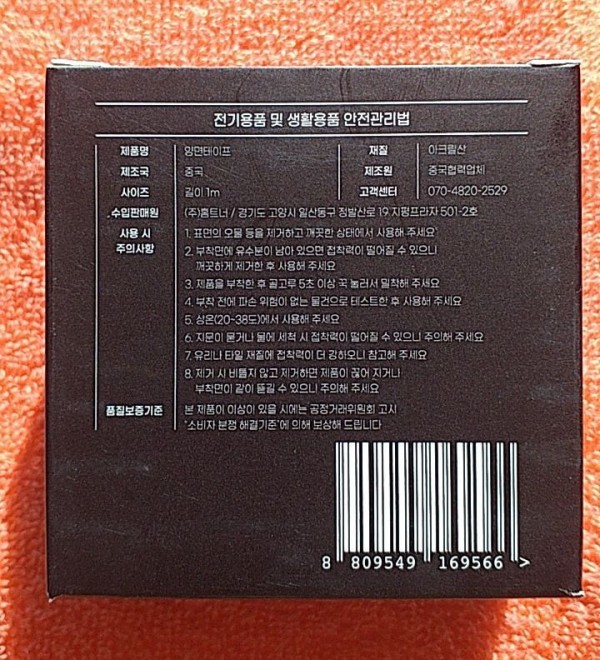 전기용품 및 생활용품 안전관리법
제품명 양면테이프 재질 아크릴산
제조국 중국 제조원 중국협력업체
사이즈 길이 1m 고객센터 070-4820-2529
수입판매원 (주)홈트너 / 경기도 고양시 일산동구 정발산로 19 지평프라자 501-2호
사용 시 주의사항
1. 표면의 오물 등을 제거하고 깨끗한 상태에서 사용해 주세요
2. 부착면에 유수분이 남아 있으면 접착력이 떨어질 수 있으니
깨끗하게 제거한 후 사용해 주세요
3. 제품을 부착한 후 골고루 5초 이상 꾹 눌러서 밀착해 주세요
4. 부착 전에 파손 위험이 없는 물건으로 테스트한 후 사용해 주세요
5. 상온(20-38도)에서 사용해 주세요
6. 지문이 묻거나 물에 세척 시 접착력이 떨어질 수 있으니 주의해 주세요
7. 유리나 타일 재질에 접착력이 더 강하오니 참고해 주세요
8. 제거 시 비틀지 않고 제거하면 제품이 끊어 지거나
부착면이 같이 뜯길 수 있으니 주의해 주세요
품질보증기준 본 제품이 이상이 있을 시에는 공정거래위원회 고시
'소비자 분쟁 해결기준'에 의해 보상해 드립니다
8 809549 169566 >